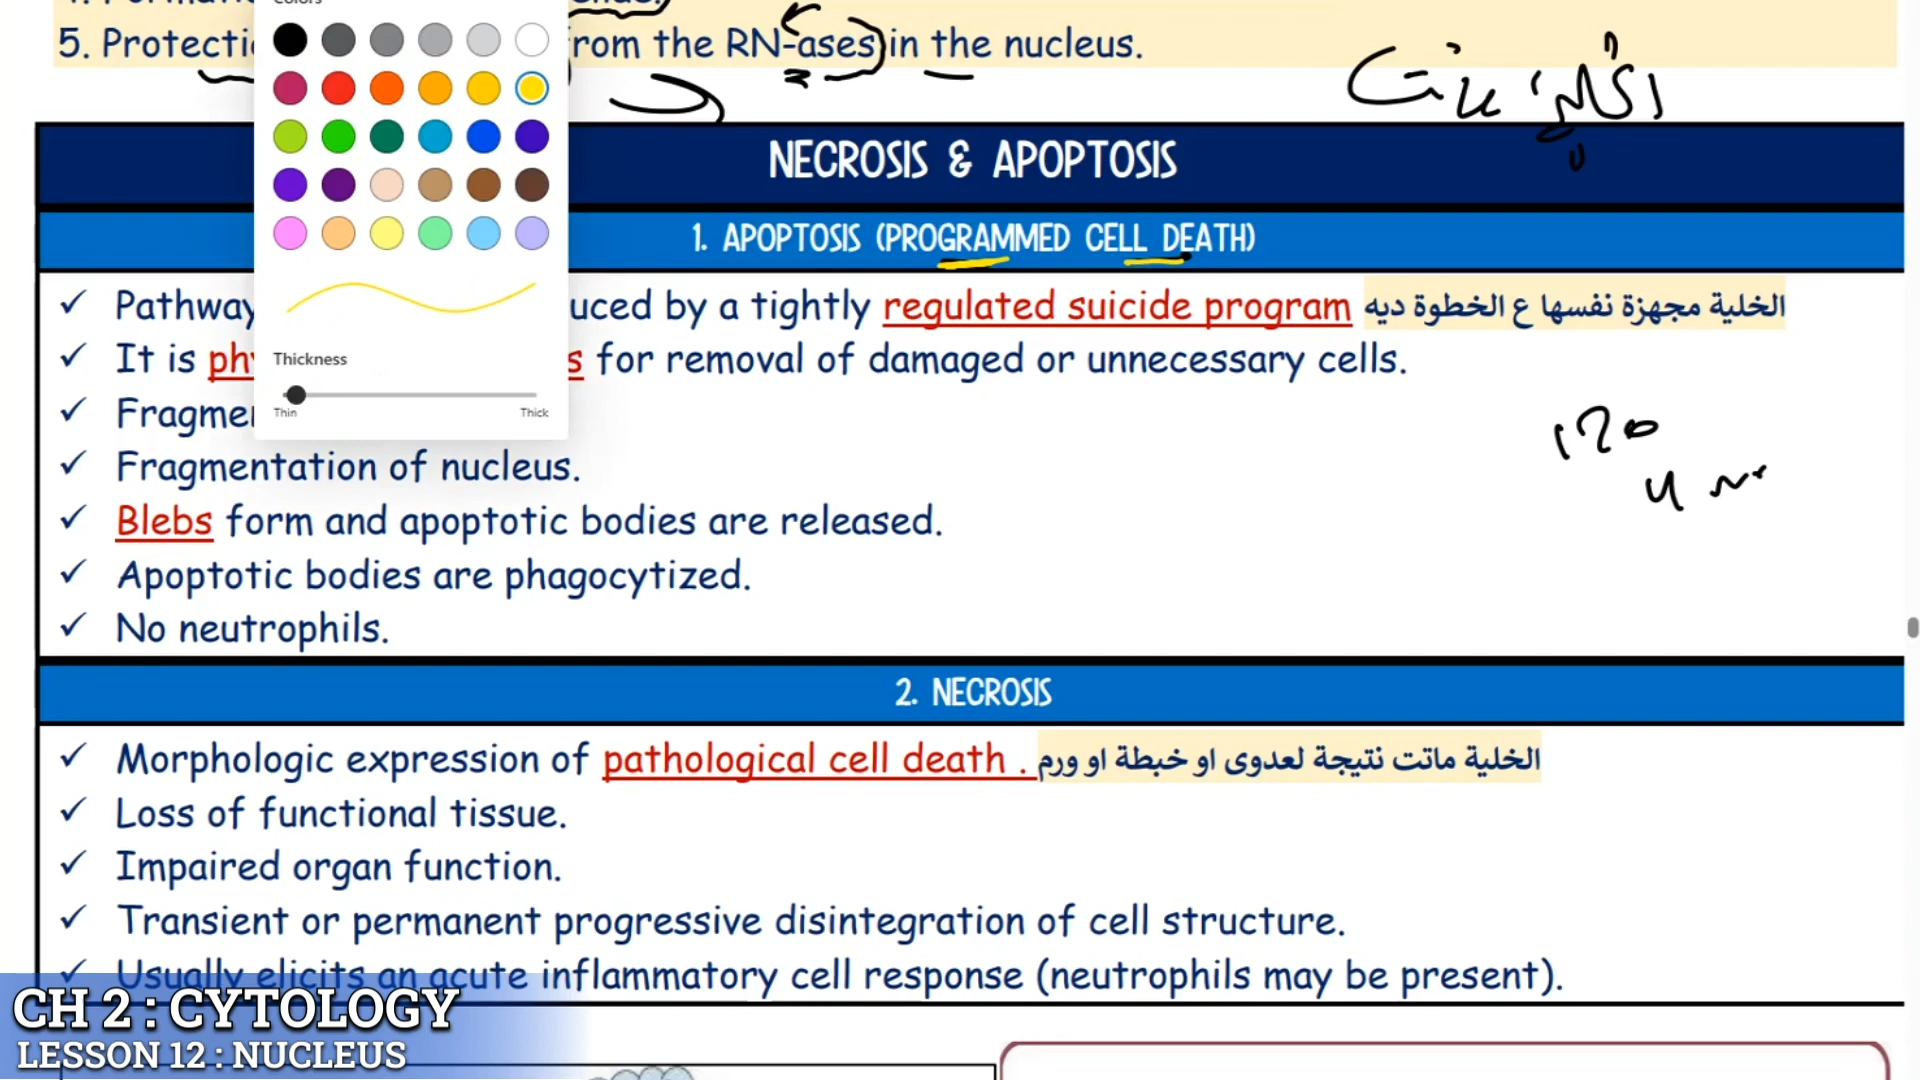 Colors
5. Protecti from the RN-ases in the nucleus.
NECROSIS & APOPTOSIS
1. APOPTOSIS (PROGRAMMED CELL DEATH)
✓ Pathway uced by a tightly regulated suicide program الخلية مجهزة نفسها ع الخطوة ديه
✓ It is phy s for removal of damaged or unnecessary cells.
Thickness
Thin Thick
✓ Fragme
✓ Fragmentation of nucleus.
✓ Blebs form and apoptotic bodies are released.
✓ Apoptotic bodies are phagocytized.
✓ No neutrophils.
120
2. NECROSIS
✓ Morphologic expression of pathological cell death . الخلية ماتت نتيجة لعدوى او خبطة او ورم
✓ Loss of functional tissue.
✓ Impaired organ function.
✓ Transient or permanent progressive disintegration of cell structure.
✓ Usually elicits an acute inflammatory cell response (neutrophils may be present).
CH 2 : CYTOLOGY
LESSON 12 : NUCLEUS